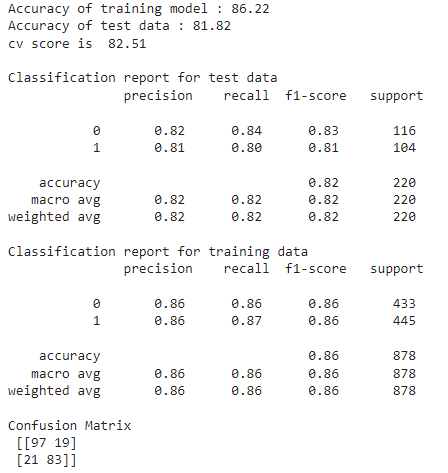 Accuracy of training model : 86.22
Accuracy of test data : 81.82
cv score is  82.51
Classification report for test data
precision recall f1-score support
0 0.82 0.84 0.83 116
1 0.81 0.80 0.81 104
accuracy 0.82 220
macro avg 0.82 0.82 0.82 220
weighted avg 0.82 0.82 0.82 220
Classification report for training data
precision recall f1-score support
0 0.86 0.86 0.86 433
1 0.86 0.87 0.86 445
accuracy 0.86 878
macro avg 0.86 0.86 0.86 878
weighted avg 0.86 0.86 0.86 878
Confusion Matrix
[[97 19]
[21 83]]